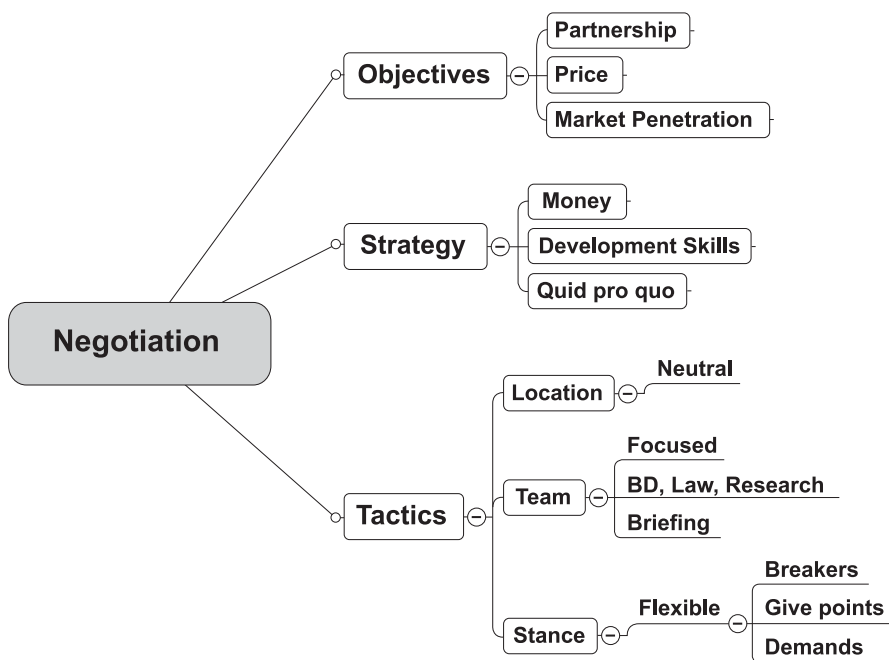 Negotiation
Objectives
Partnership
Price
Market Penetration
Strategy
Money
Development Skills
Quid pro quo
Tactics
Location
Neutral
Team
Focused
BD, Law, Research
Briefing
Stance
Flexible
Breakers
Give points
Demands